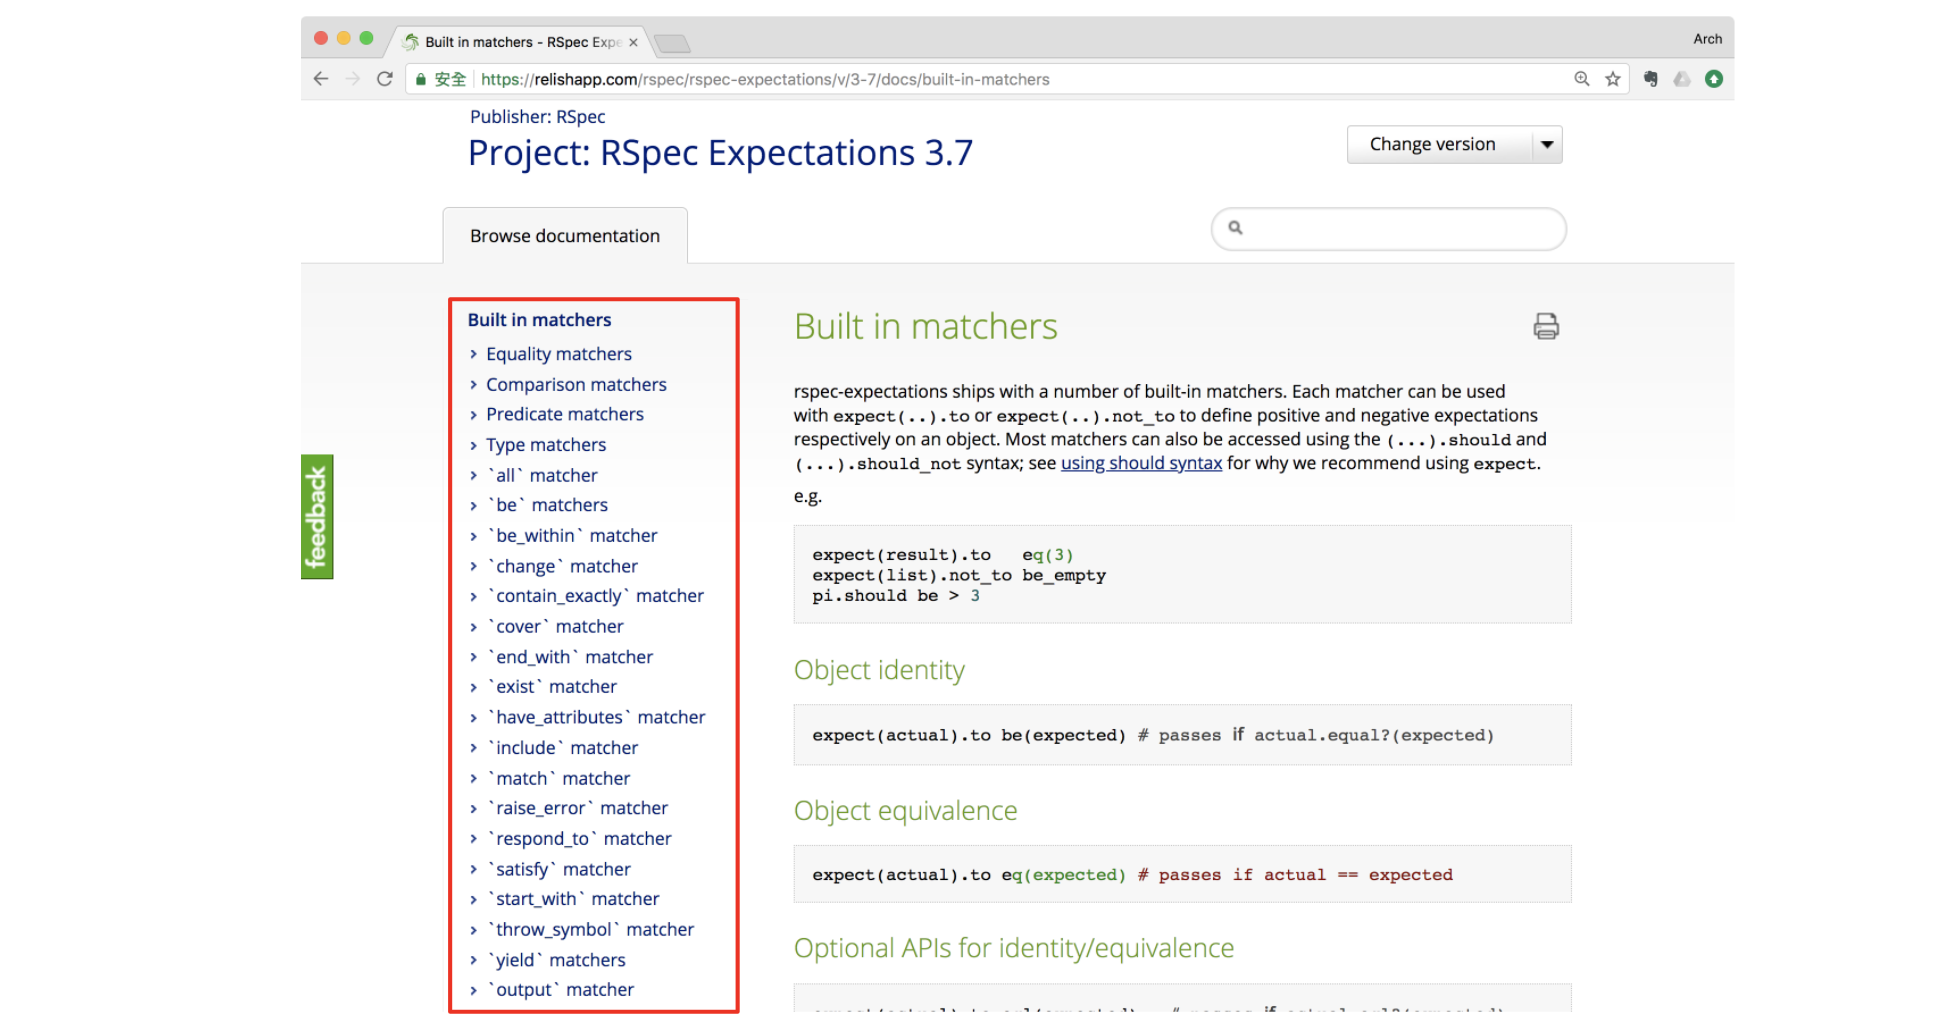 Built in matchers - RSpec Expe
Arch
安全 https://relishapp.com/rspec/rspec-expectations/v/3-7/docs/built-in-matchers
Publisher: RSpec
Project: RSpec Expectations 3.7
Change version
Browse documentation
feedback
Built in matchers
Equality matchers
Comparison matchers
Predicate matchers
Type matchers
`all` matcher
`be` matchers
`be_within` matcher
`change` matcher
`contain_exactly` matcher
`cover` matcher
`end_with` matcher
`exist` matcher
`have_attributes` matcher
`include` matcher
`match` matcher
`raise_error` matcher
`respond_to` matcher
`satisfy` matcher
`start_with` matcher
`throw_symbol` matcher
`yield` matchers
`output` matcher
Built in matchers
rspec-expectations ships with a number of built-in matchers. Each matcher can be used
with expect(..).to or expect(..).not_to to define positive and negative expectations
respectively on an object. Most matchers can also be accessed using the (...).should and
(...).should_not syntax; see using should syntax for why we recommend using expect.
e.g.
expect(result).to   eq(3)
expect(list).not_to be_empty
pi.should be > 3
Object identity
expect(actual).to be(expected) # passes if actual.equal?(expected)
Object equivalence
expect(actual).to eq(expected) # passes if actual == expected
Optional APIs for identity/equivalence